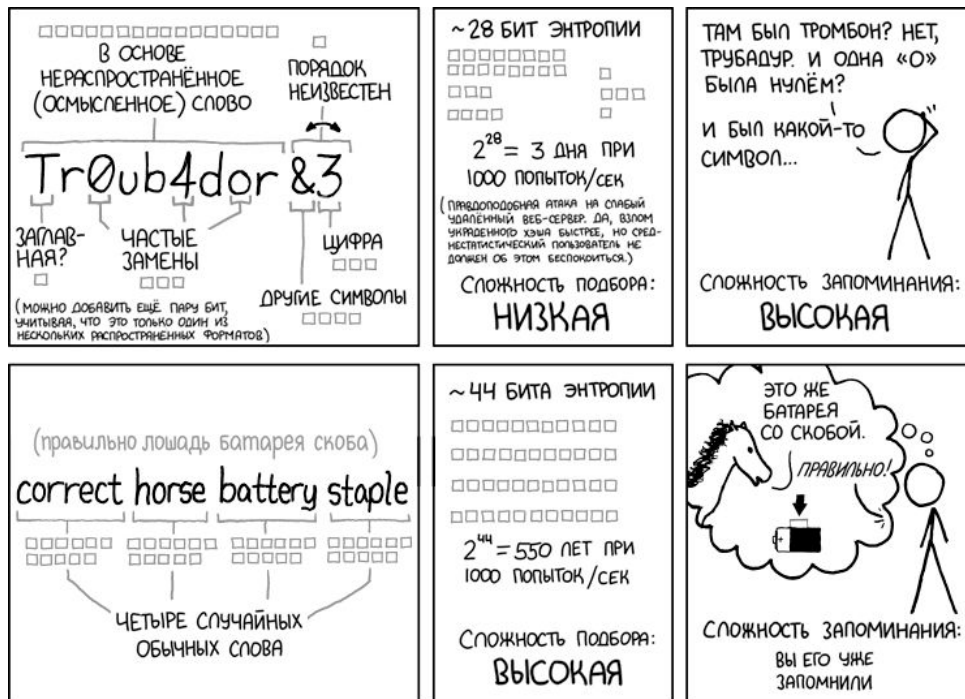 В ОСНОВЕ
НЕРАСПРОСТРАНЁННОЕ
(ОСМЫСЛЕННОЕ) СЛОВО
ПОРЯДОК
НЕИЗВЕСТЕН
Tr0ub4dor &3
ЗАГЛАВ-
НАЯ?
ЧАСТЫЕ
ЗАМЕНЫ
ЦИФРА
ДРУГИЕ СИМВОЛЫ
(МОЖНО ДОБАВИТЬ ЕЩЁ ПАРУ БИТ,
УЧИТЫВАЯ, ЧТО ЭТО ТОЛЬКО ОДИН ИЗ
НЕСКОЛЬКИХ РАСПРОСТРАНЕННЫХ ФОРМАТОВ)
~28 БИТ ЭНТРОПИИ
2^28 = 3 ДНЯ ПРИ
1000 ПОПЫТОК/СЕК
(ПРАВДОПОДОБНАЯ АТАКА НА СЛАБЫЙ
УДАЛЁННЫЙ ВЕБ-СЕРВЕР. ДА, ВЗЛОМ
УКРАДЕННОГО ХЭША БЫСТРЕЕ, НО СРЕД-
НЕСТАТИСТИЧЕСКИЙ ПОЛЬЗОВАТЕЛЬ НЕ
ДОЛЖЕН ОБ ЭТОМ БЕСПОКОИТЬСЯ.)
СЛОЖНОСТЬ ПОДБОРА:
НИЗКАЯ
ТАМ БЫЛ ТРОМБОН? НЕТ,
ТРУБАДУР. И ОДНА «О»
БЫЛА НУЛЁМ?
И БЫЛ КАКОЙ-ТО
СИМВОЛ...
СЛОЖНОСТЬ ЗАПОМИНАНИЯ:
ВЫСОКАЯ
(правильно лошадь батарея скоба)
correct horse battery staple
ЧЕТЫРЕ СЛУЧАЙНЫХ
ОБЫЧНЫХ СЛОВА
~44 БИТА ЭНТРОПИИ
2^44 = 550 ЛЕТ ПРИ
1000 ПОПЫТОК/СЕК
СЛОЖНОСТЬ ПОДБОРА:
ВЫСОКАЯ
ЭТО ЖЕ
БАТАРЕЯ
СО СКОБОЙ.
ПРАВИЛЬНО!
СЛОЖНОСТЬ ЗАПОМИНАНИЯ:
ВЫ ЕГО УЖЕ
ЗАПОМНИЛИ